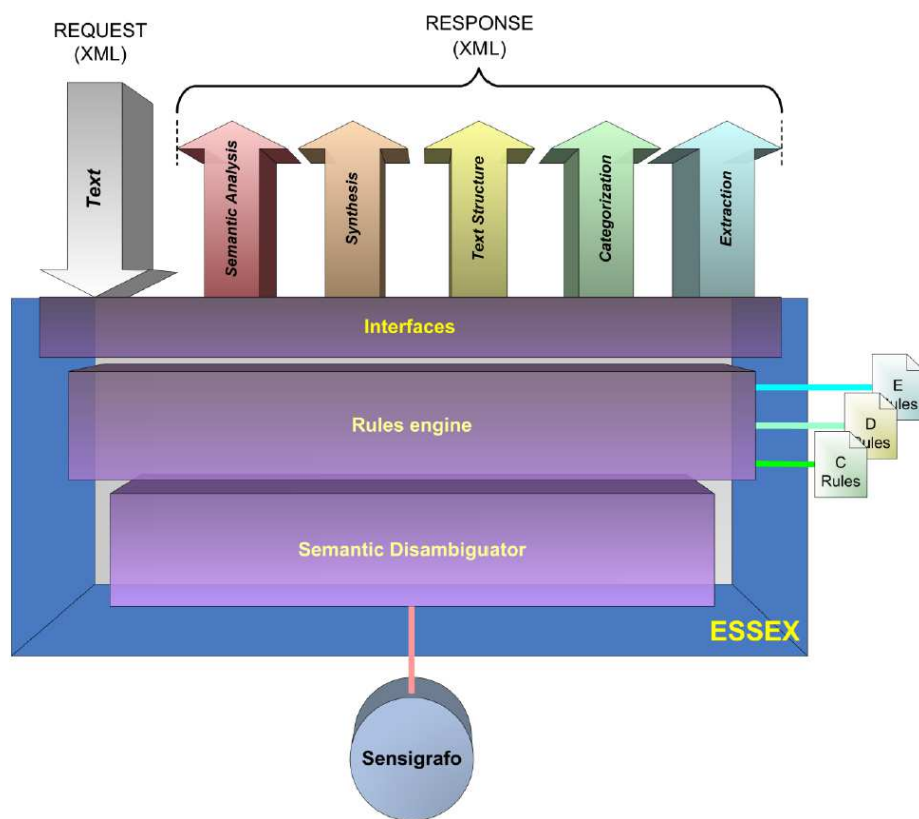 REQUEST
(XML)
RESPONSE
(XML)
Text
Semantic Analysis
Synthesis
Text Structure
Categorization
Extraction
Interfaces
Rules engine
E
Rules
D
Rules
C
Rules
Semantic Disambiguator
ESSEX
Sensigrafo